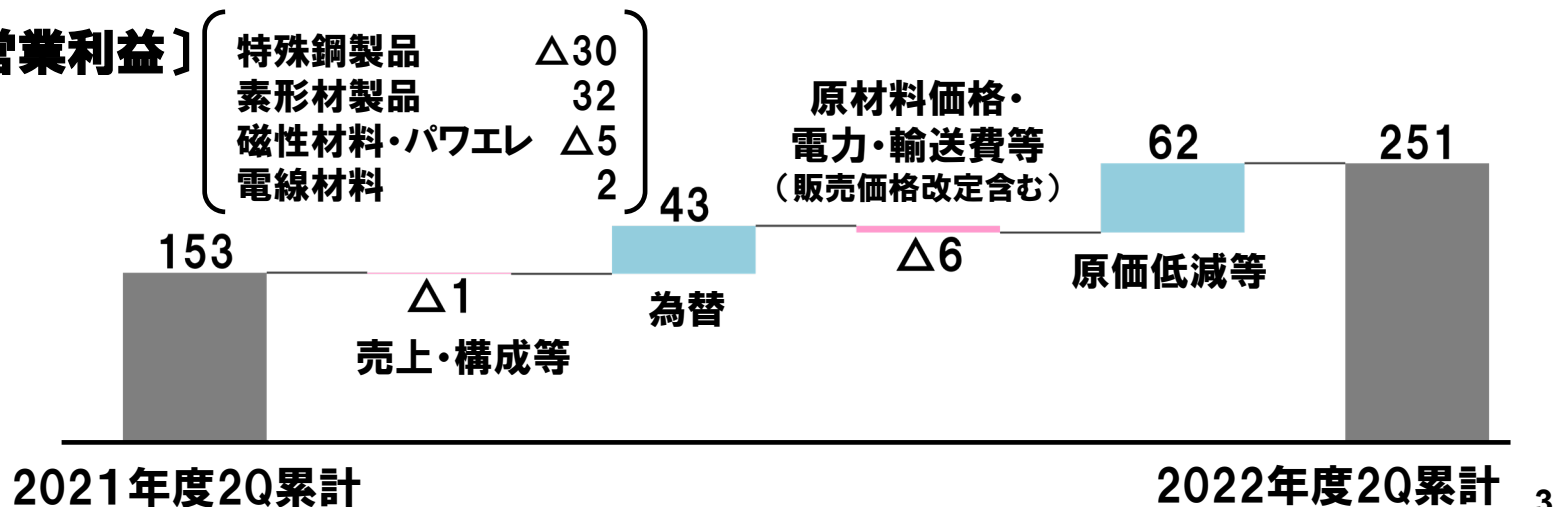 営業利益〕
特殊鋼製品 △30
素形材製品 32
磁性材料・パワエレ △5
電線材料 2
153
△1
売上・構成等
43
為替
原材料価格・
電力・輸送費等
（販売価格改定含む）
△6
62
原価低減等
251
2021年度2Q累計
2022年度2Q累計
3